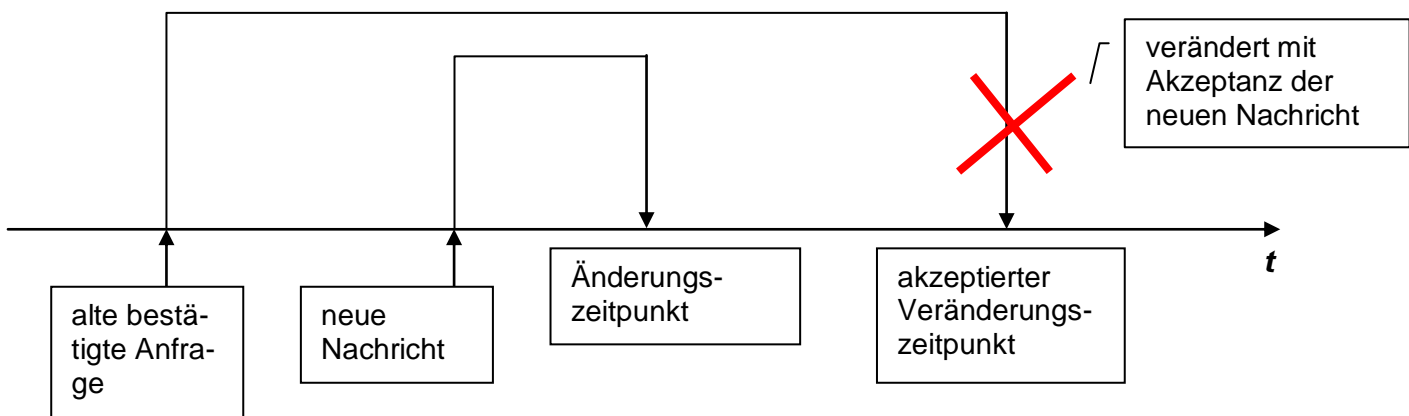 verändert mit
Akzeptanz der
neuen Nachricht
t
alte bestä-
tigte Anfra-
ge
neue
Nachricht
Änderungs-
zeitpunkt
akzeptierter
Veränderungs-
zeitpunkt